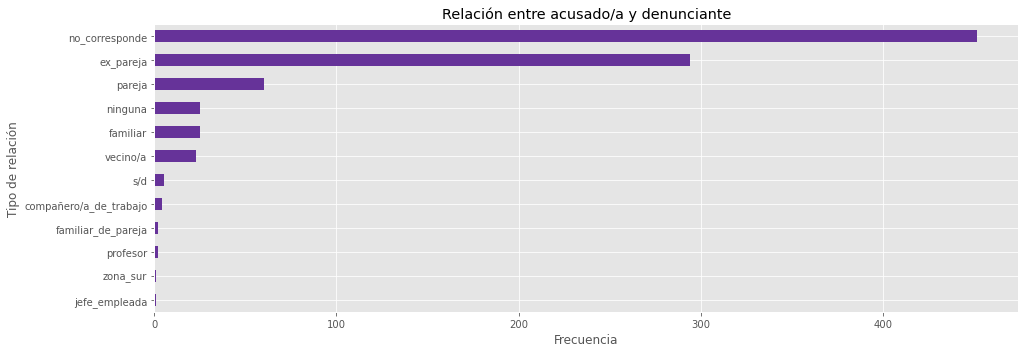 Relación entre acusado/a y denunciante
Tipo de relación
no_corresponde
ex_pareja
pareja
ninguna
familiar
vecino/a
s/d
compañero/a_de_trabajo
familiar_de_pareja
profesor
zona_sur
jefe_empleada
0 100 200 300 400
Frecuencia